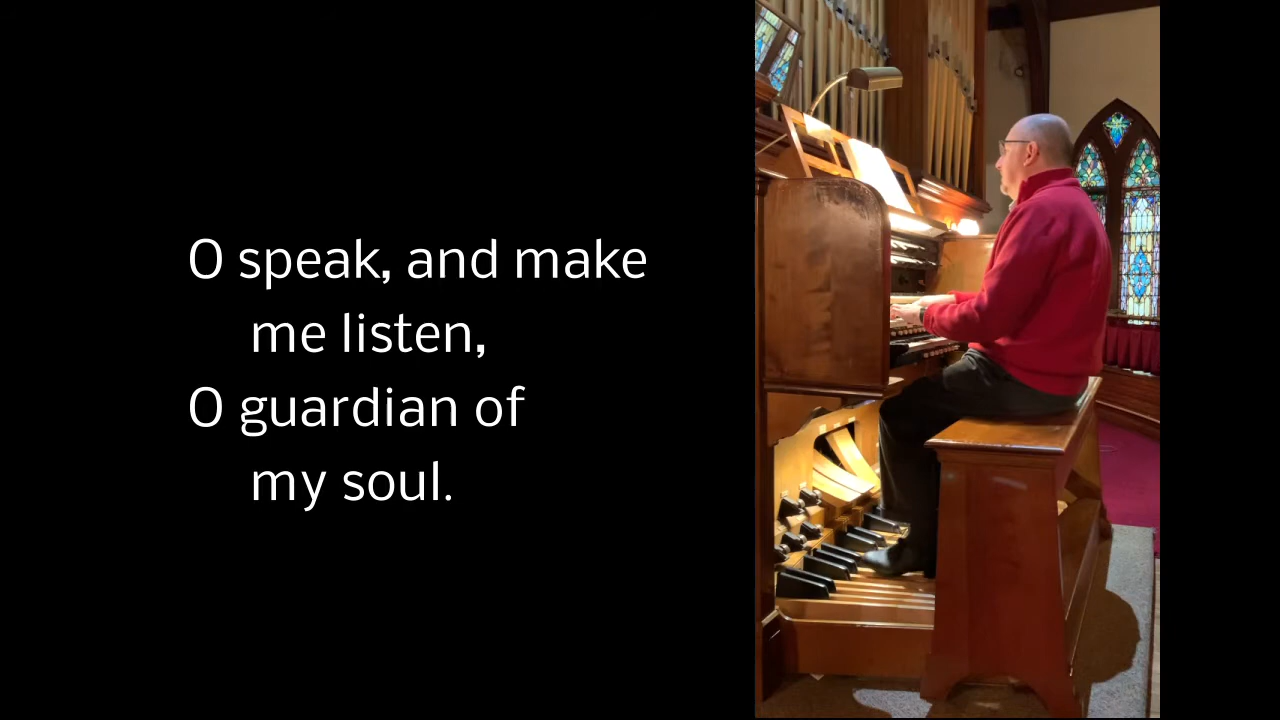 O speak, and make
me listen,
O guardian of
my soul.